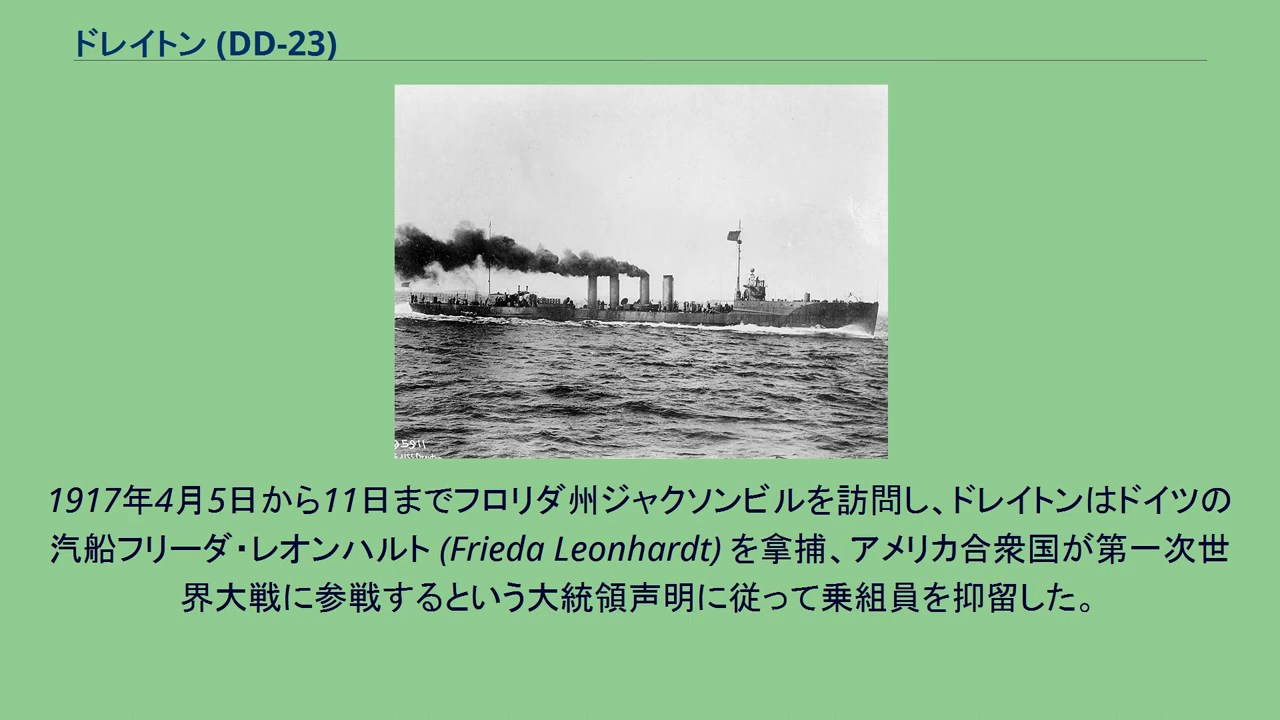 ドレイトン (DD-23)
1917年4月5日から11日までフロリダ州ジャクソンビルを訪問し、ドレイトンはドイツの
汽船フリーダ・レオンハルト (Frieda Leonhardt) を拿捕、アメリカ合衆国が第一次世
界大戦に参戦するという大統領声明に従って乗組員を抑留した。